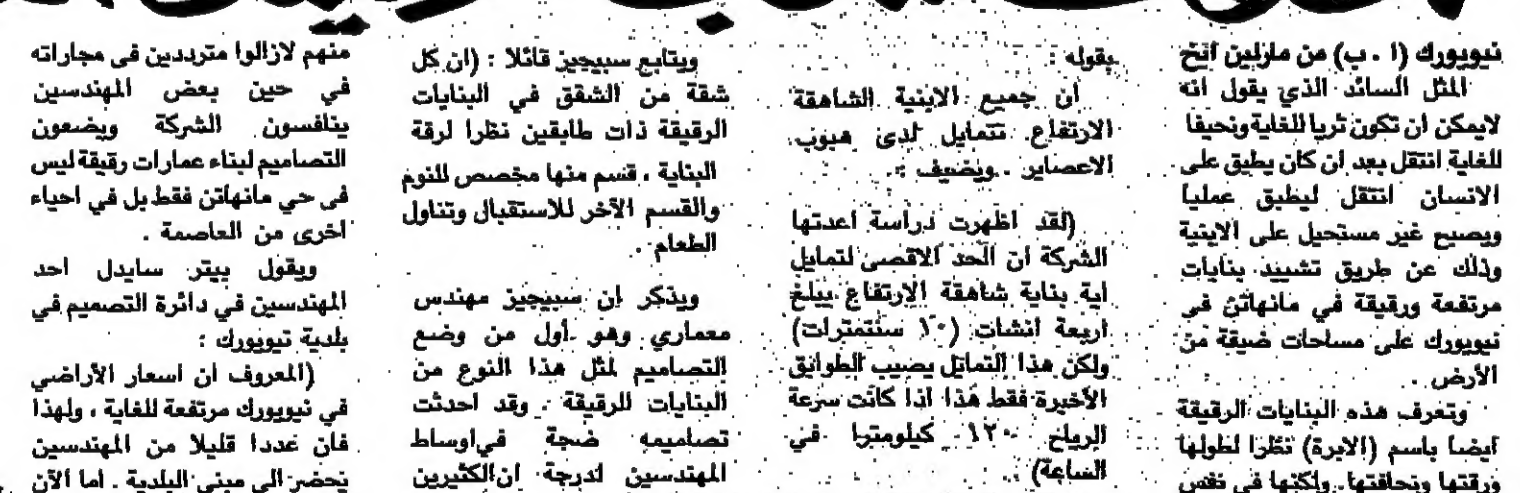 نيويورك (ا . ب) من مارلين انخ
المثل السائد الذي يقول انه
لايمكن ان تكون ثريا للغاية ونحيفا
للغاية انتقل بعد ان كان يطبق على
الانسان انتقل ليطبق عمليا
ويصبح غير مستحيل على الابنية
وذلك عن طريق تشييد بنايات
مرتفعة ورقيقة في مانهاتن في
نيويورك على مساحات ضيقة من
الأرض .
وتعرف هذه البنايات الرقيقة
ايضا باسم (الابرة) نظرا لطولها
ورقتها ونحافتها. ولكنها في نفس
بقوله :
ان جميع الابنية الشاهقة
الارتفاع تتمايل لدى هبوب
الاعصاير . ويضيف :
(لقد اظهرت دراسة اعدتها
الشركة ان الحد الاقصى لتمايل
اية بناية شاهقة الارتفاع يبلغ
اربعة انشات (١٠ سنتمترات)
ولكن هذا التماثل يصيب الطوابق
الأخيرة فقط هذا اذا كانت سرعة
الرياح ١٢٠ كيلومترا في
الساعة) .
ويتابع سبيجيز قائلا : (ان كل
شقة من الشقق في البنايات
الرقيقة ذات طابقين نظرا لرقة
البناية ، قسم منها مخصص للنوم
والقسم الآخر للاستقبال وتناول
الطعام .
ويذكر ان سبيجيز مهندس
معماري وهو أول من وضع
التصاميم لمثل هذا النوع من
البنايات الرقيقة . وقد احدثت
تصاميمه ضجة في اوساط
المهندسين لدرجة ان الكثيرين
منهم لازالوا مترددين في مجاراته
في حين بعض المهندسين
ينافسون الشركة ويضعون
التصاميم لبناء عمارات رقيقة ليس
في حي مانهاتن فقط بل في احياء
اخرى من العاصمة .
ويقول بيتر سايدل احد
المهندسين في دائرة التصميم في
بلدية نيويورك :
(المعروف ان اسعار الأراضي
في نيويورك مرتفعة للغاية ، ولهذا
فان عددا قليلا من المهندسين
يحضر الى مبنى البلدية . اما الآن